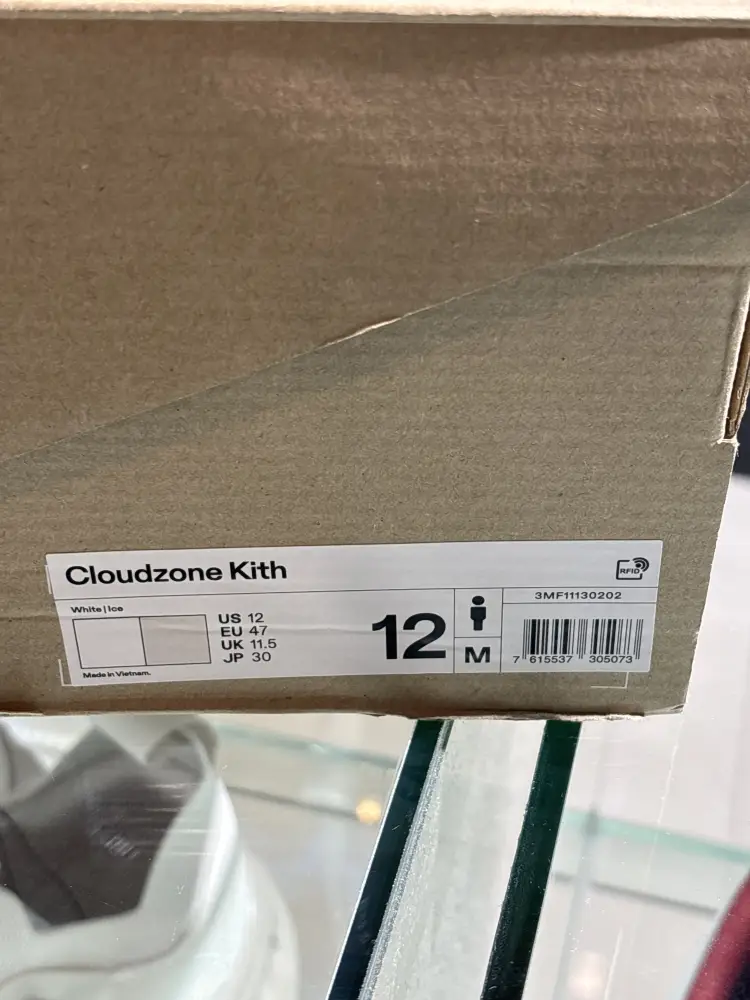 Cloudzone Kith
RFID
White | Ice
US 12
EU 47
UK 11.5
JP 30
Made in Vietnam.
12
M
3MF11130202
7 615537 305073